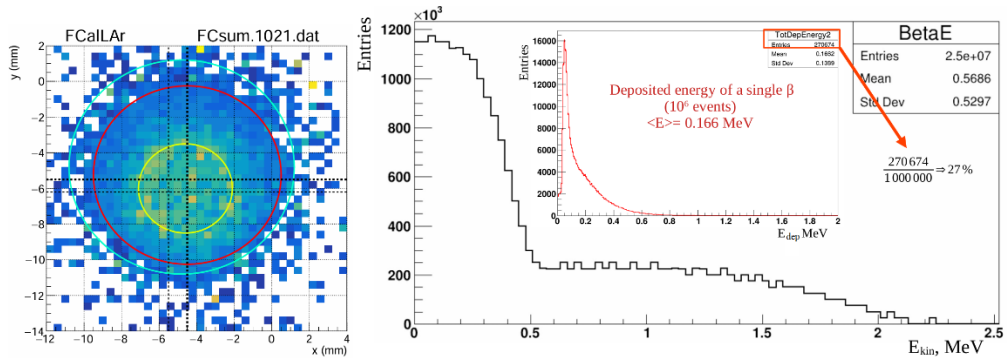 FCalLAr FCsum.1021.dat
y (mm)
2
0
−2
−4
−6
−8
−10
−12
−14
−12 −10 −8 −6 −4 −2 0 2 4
x (mm)
×10³
Entries
1200
1000
800
600
400
200
0
0 0.5 1 1.5 2 2.5
E_kin, MeV
BetaE
Entries 2.5e+07
Mean 0.5686
Std Dev 0.5297
TotDepEnergy2
Entries 270674
Mean 0.1652
Std Dev 0.1399
Entries
16000
14000
12000
10000
8000
6000
4000
2000
0
0 0.2 0.4 0.6 0.8 1 1.2 1.4 1.6 1.8 2
E_dep MeV
Deposited energy of a single β
(10⁶ events)
<E>= 0.166 MeV
270 674
1000 000
⇒ 27 %